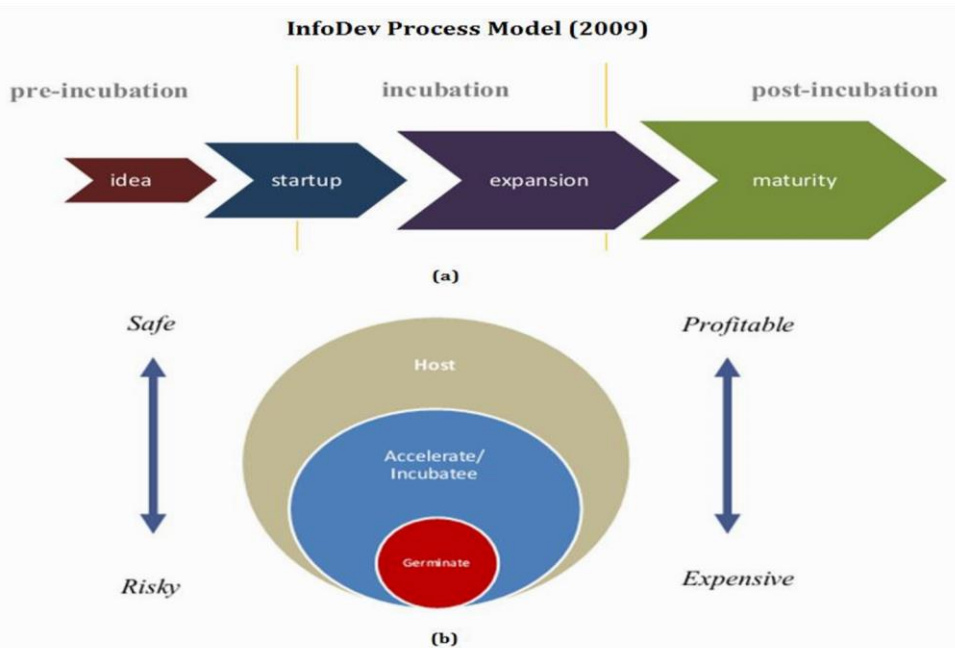 InfoDev Process Model (2009)
pre-incubation incubation post-incubation
idea startup expansion maturity
(a)
Safe Profitable
Host
Accelerate/
Incubatee
Germinate
Risky Expensive
(b)